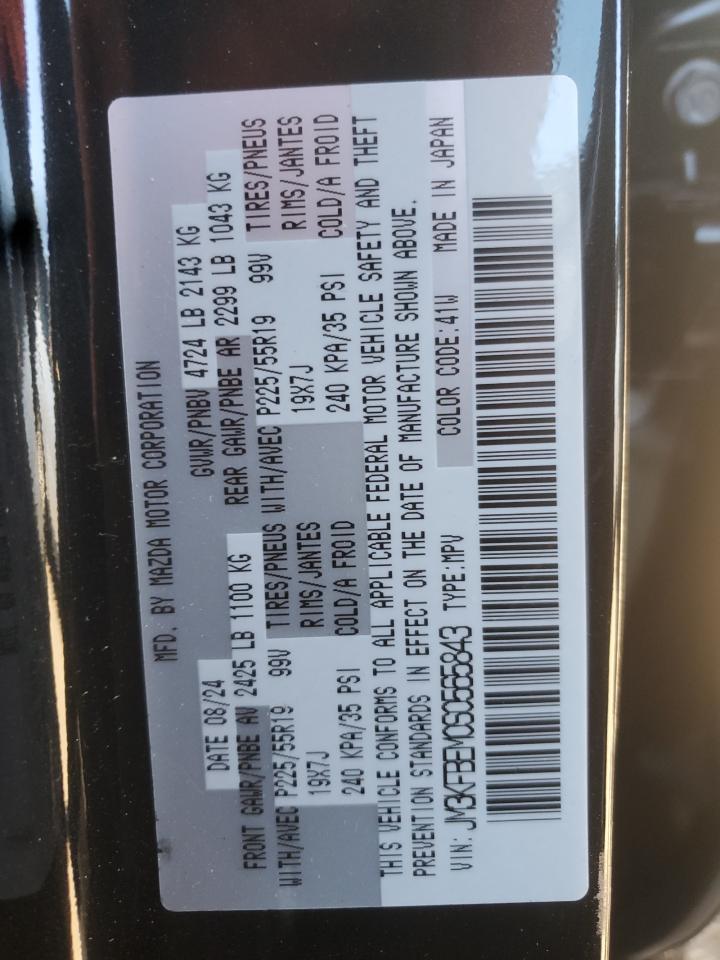 MFD. BY MAZDA MOTOR CORPORATION
DATE 08/24 GVWR/PNBV 4724 LB 2143 KG
FRONT GAWR/PNBE AV 2425 LB 1100 KG REAR GAWR/PNBE AR 2299 LB 1043 KG
WITH/AVEC P225/55R19 99V TIRES/PNEUS WITH/AVEC P225/55R19 99V TIRES/PNEUS
19X7J RIMS/JANTES 19X7J RIMS/JANTES
240 KPA/35 PSI COLD/A FROID 240 KPA/35 PSI COLD/A FROID
THIS VEHICLE CONFORMS TO ALL APPLICABLE FEDERAL MOTOR VEHICLE SAFETY AND THEFT
PREVENTION STANDARDS IN EFFECT ON THE DATE OF MANUFACTURE SHOWN ABOVE.
VIN: JM3KFBEM0S0565843 TYPE:MPV COLOR CODE:41W MADE IN JAPAN